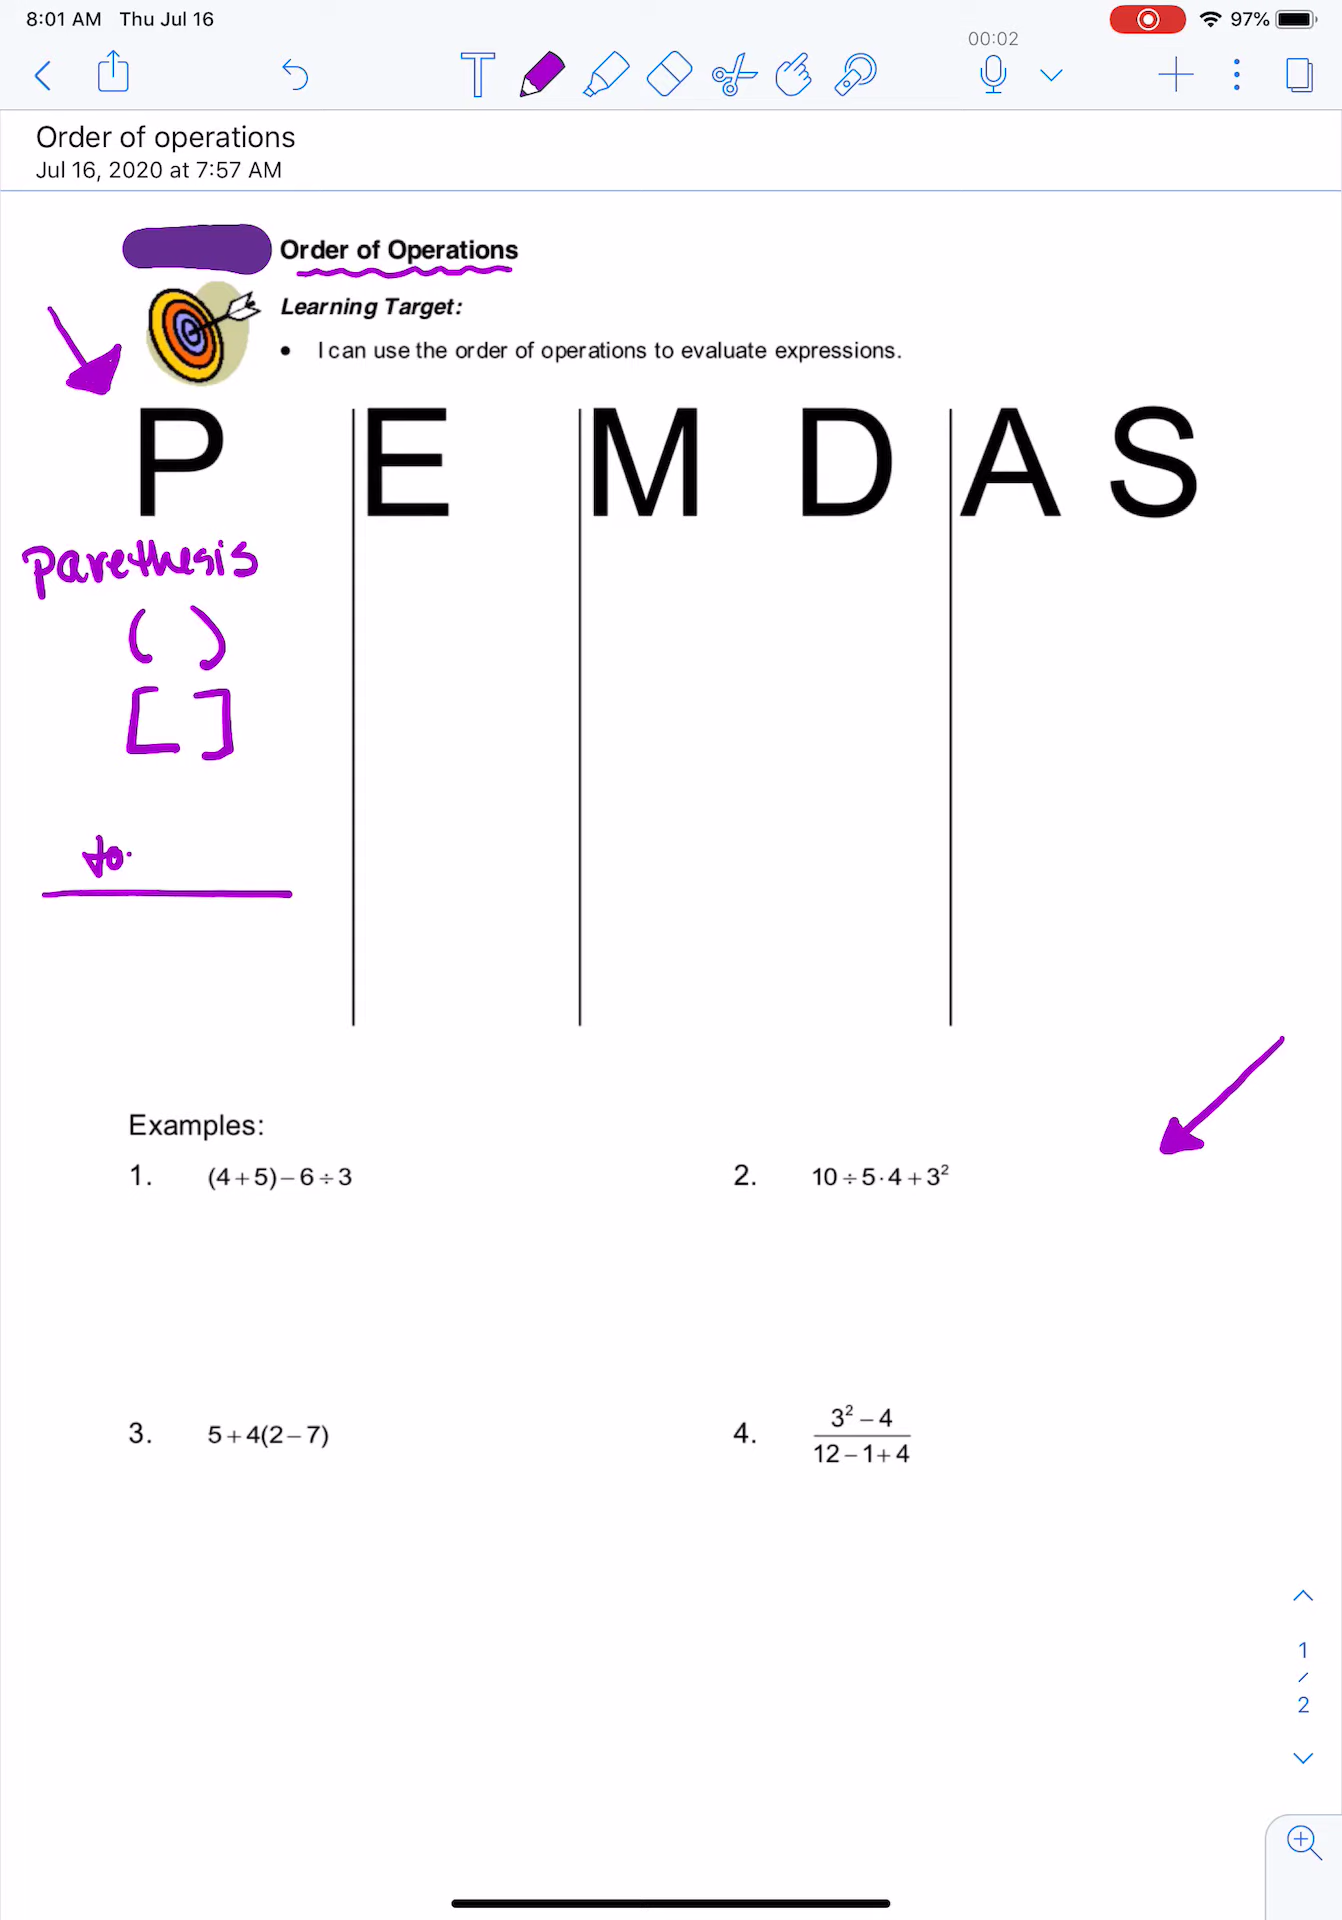 8:01 AM Thu Jul 16
97%
00:02
T
Order of operations
Jul 16, 2020 at 7:57 AM
Order of Operations
Learning Target:
• I can use the order of operations to evaluate expressions.
P E M D A S
parethesis
( )
[ ]
to.
Examples:
1. (4+5)–6÷3
2. 10÷5·4+3²
3. 5+4(2–7)
4. 3²–4
12–1+4
1
/
2